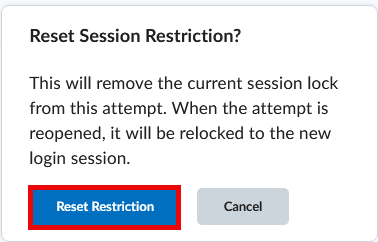 Reset Session Restriction?
This will remove the current session lock
from this attempt. When the attempt is
reopened, it will be relocked to the new
login session.
Reset Restriction
Cancel